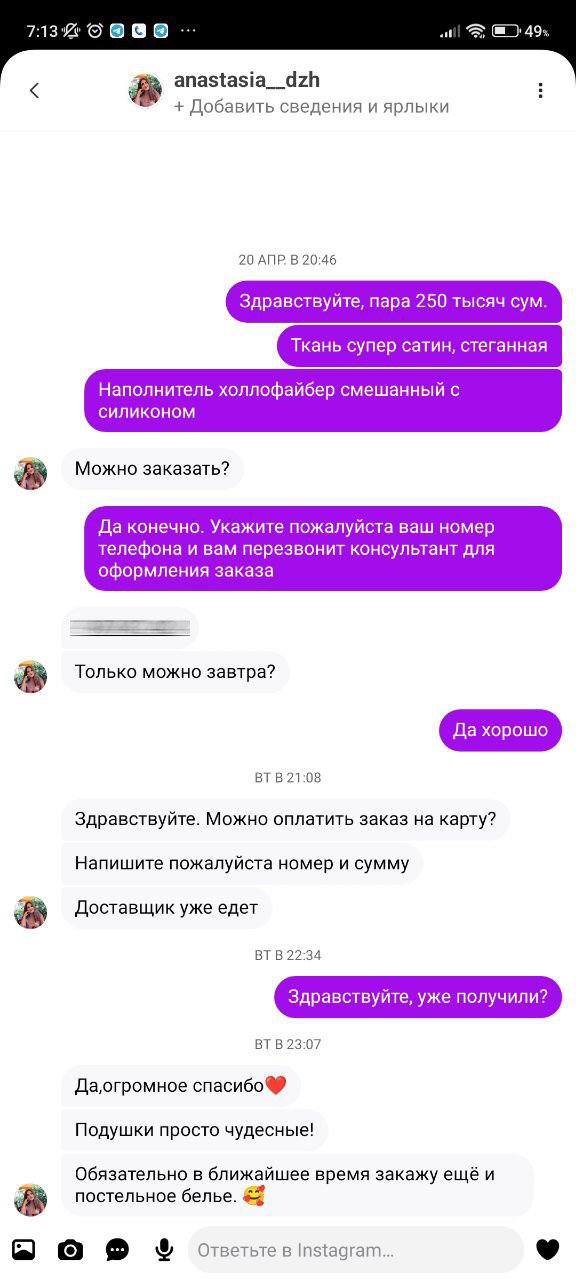 7:13
49%
anastasia__dzh
+ Добавить сведения и ярлыки
20 АПР. В 20:46
Здравствуйте, пара 250 тысяч сум.
Ткань супер сатин, стеганная
Наполнитель холлофайбер смешанный с
силиконом
Можно заказать?
Да конечно. Укажите пожалуйста ваш номер
телефона и вам перезвонит консультант для
оформления заказа
Только можно завтра?
Да хорошо
ВТ В 21:08
Здравствуйте. Можно оплатить заказ на карту?
Напишите пожалуйста номер и сумму
Доставщик уже едет
ВТ В 22:34
Здравствуйте, уже получили?
ВТ В 23:07
Да,огромное спасибо❤️
Подушки просто чудесные!
Обязательно в ближайшее время закажу ещё и
постельное белье. 🥰
Ответьте в Instagram...